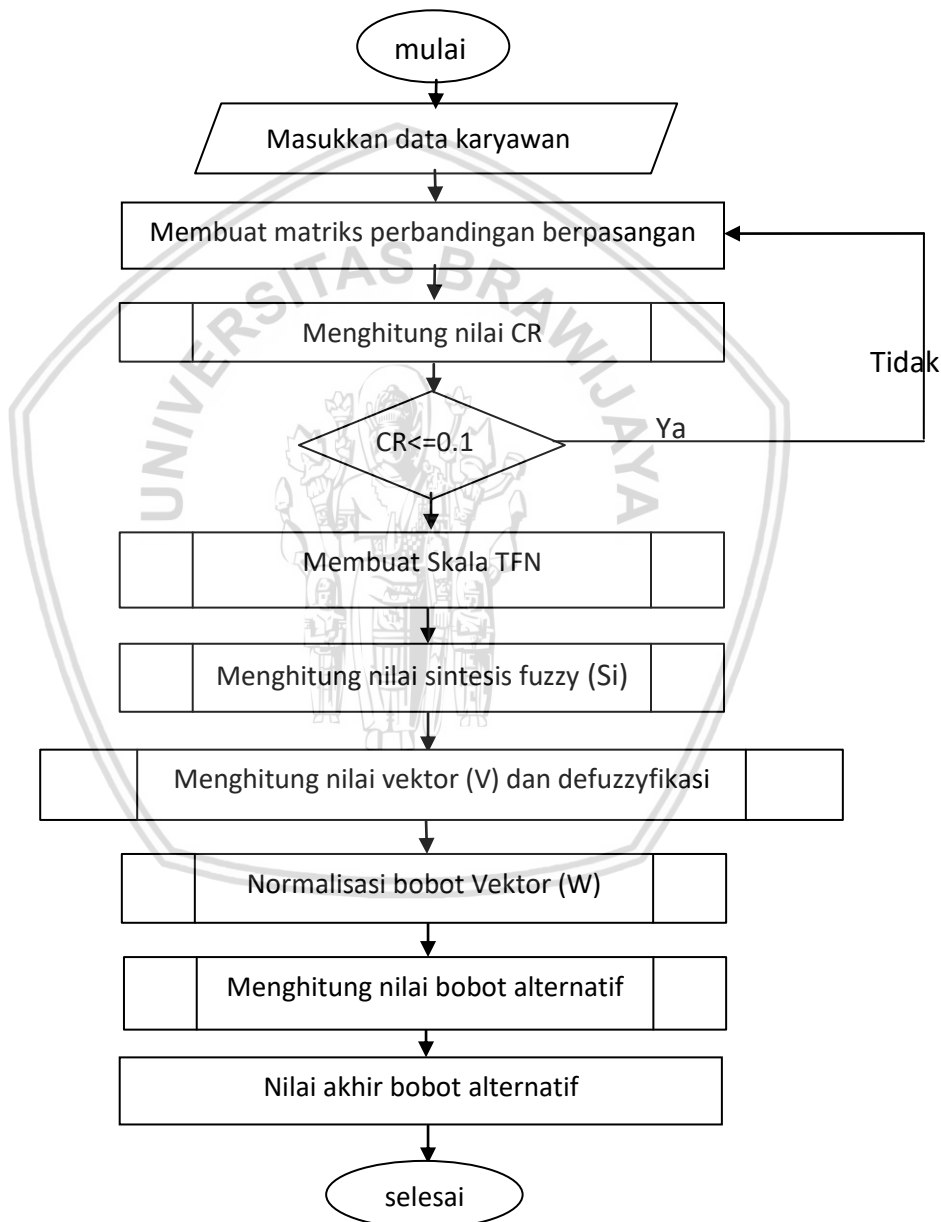 mulai
Masukkan data karyawan
Membuat matriks perbandingan berpasangan
UNIVERSITAS BRAWIJAYA
Menghitung nilai CR
Tidak
CR<=0.1
Ya
Membuat Skala TFN
Menghitung nilai sintesis fuzzy (Si)
Menghitung nilai vektor (V) dan defuzzyfikasi
Normalisasi bobot Vektor (W)
Menghitung nilai bobot alternatif
Nilai akhir bobot alternatif
selesai